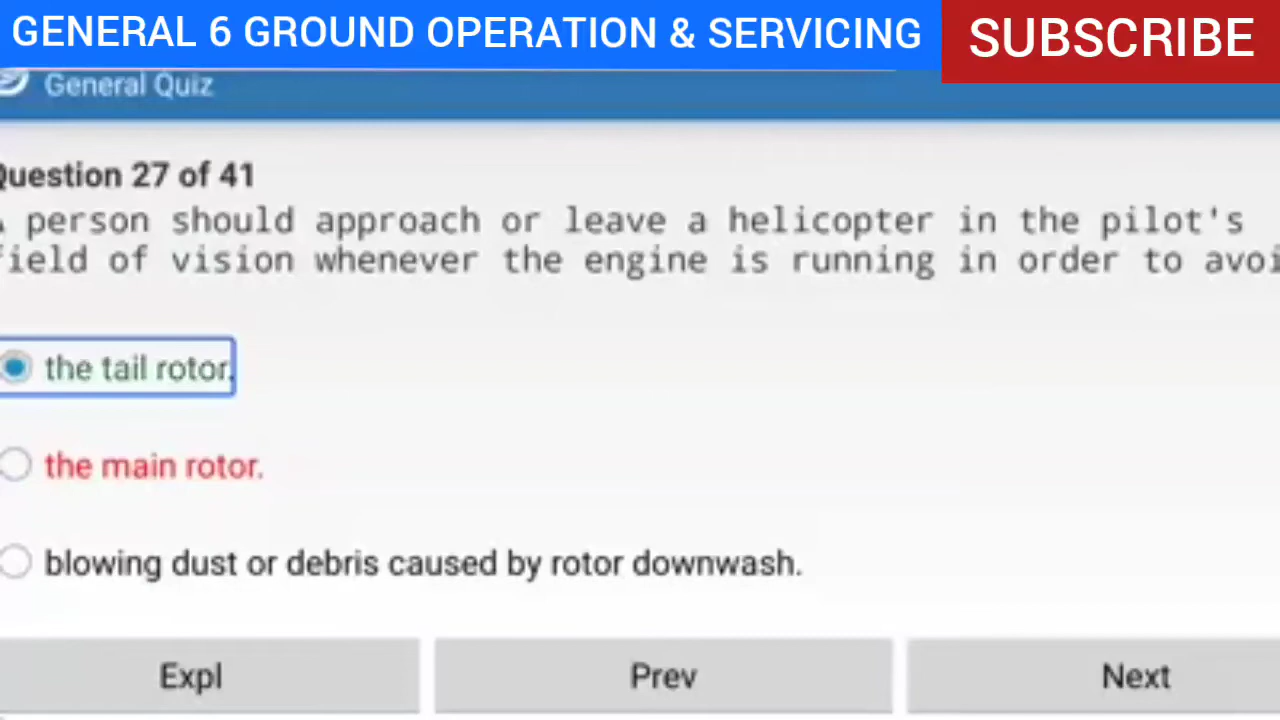 GENERAL 6 GROUND OPERATION & SERVICING
SUBSCRIBE
General Quiz
Question 27 of 41
person should approach or leave a helicopter in the pilot's
ield of vision whenever the engine is running in order to avoi
the tail rotor.
the main rotor.
blowing dust or debris caused by rotor downwash.
Expl
Prev
Next